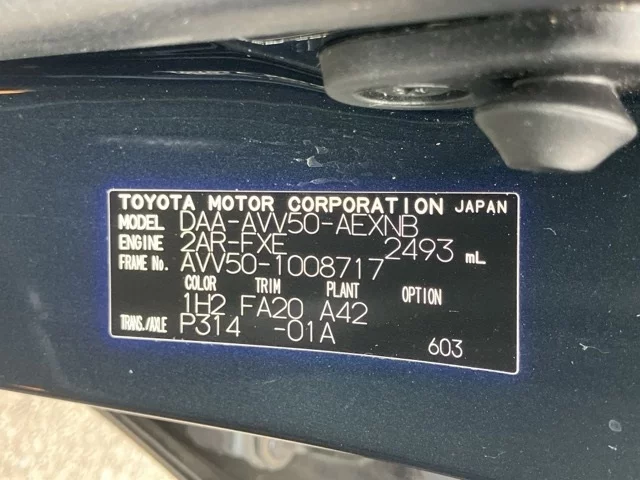 TOYOTA MOTOR CORPORATION JAPAN
MODEL DAA-AVV50-AEXNB
ENGINE 2AR-FXE 2493 mL
FRAME No. AVV50-1008717
COLOR TRIM PLANT OPTION
1H2 FA20 A42
TRANS./AXLE P314 -01A
603